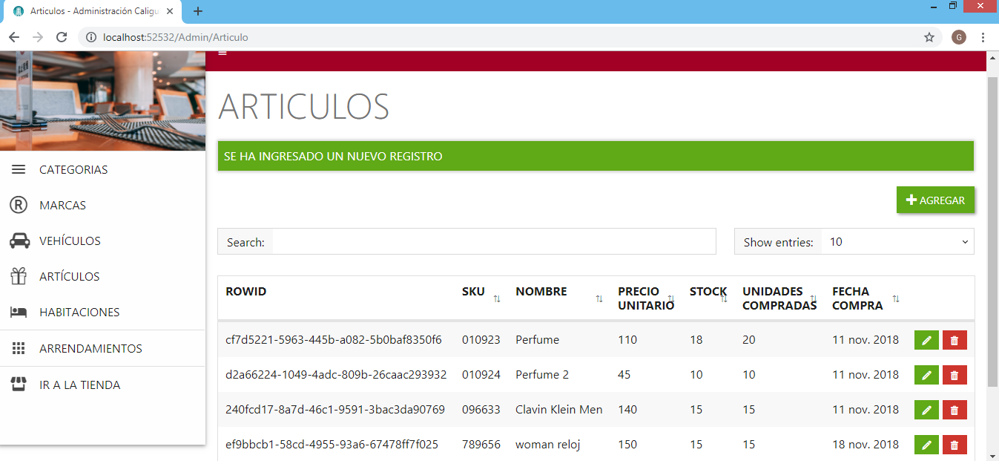 Articulos - Administración Caligu
localhost:52532/Admin/Articulo
G
ARTICULOS
SE HA INGRESADO UN NUEVO REGISTRO
CATEGORIAS
R MARCAS
VEHÍCULOS
ARTÍCULOS
HABITACIONES
ARRENDAMIENTOS
IR A LA TIENDA
AGREGAR
Search:
Show entries: 10
ROWID SKU NOMBRE PRECIO UNITARIO STOCK UNIDADES COMPRADAS FECHA COMPRA
cf7d5221-5963-445b-a082-5b0baf8350f6 010923 Perfume 110 18 20 11 nov. 2018
d2a66224-1049-4adc-809b-26caac293932 010924 Perfume 2 45 10 10 11 nov. 2018
240fcd17-8a7d-46c1-9591-3bac3da90769 096633 Clavin Klein Men 140 15 15 11 nov. 2018
ef9bbcb1-58cd-4955-93a6-67478ff7f025 789656 woman reloj 150 15 15 18 nov. 2018